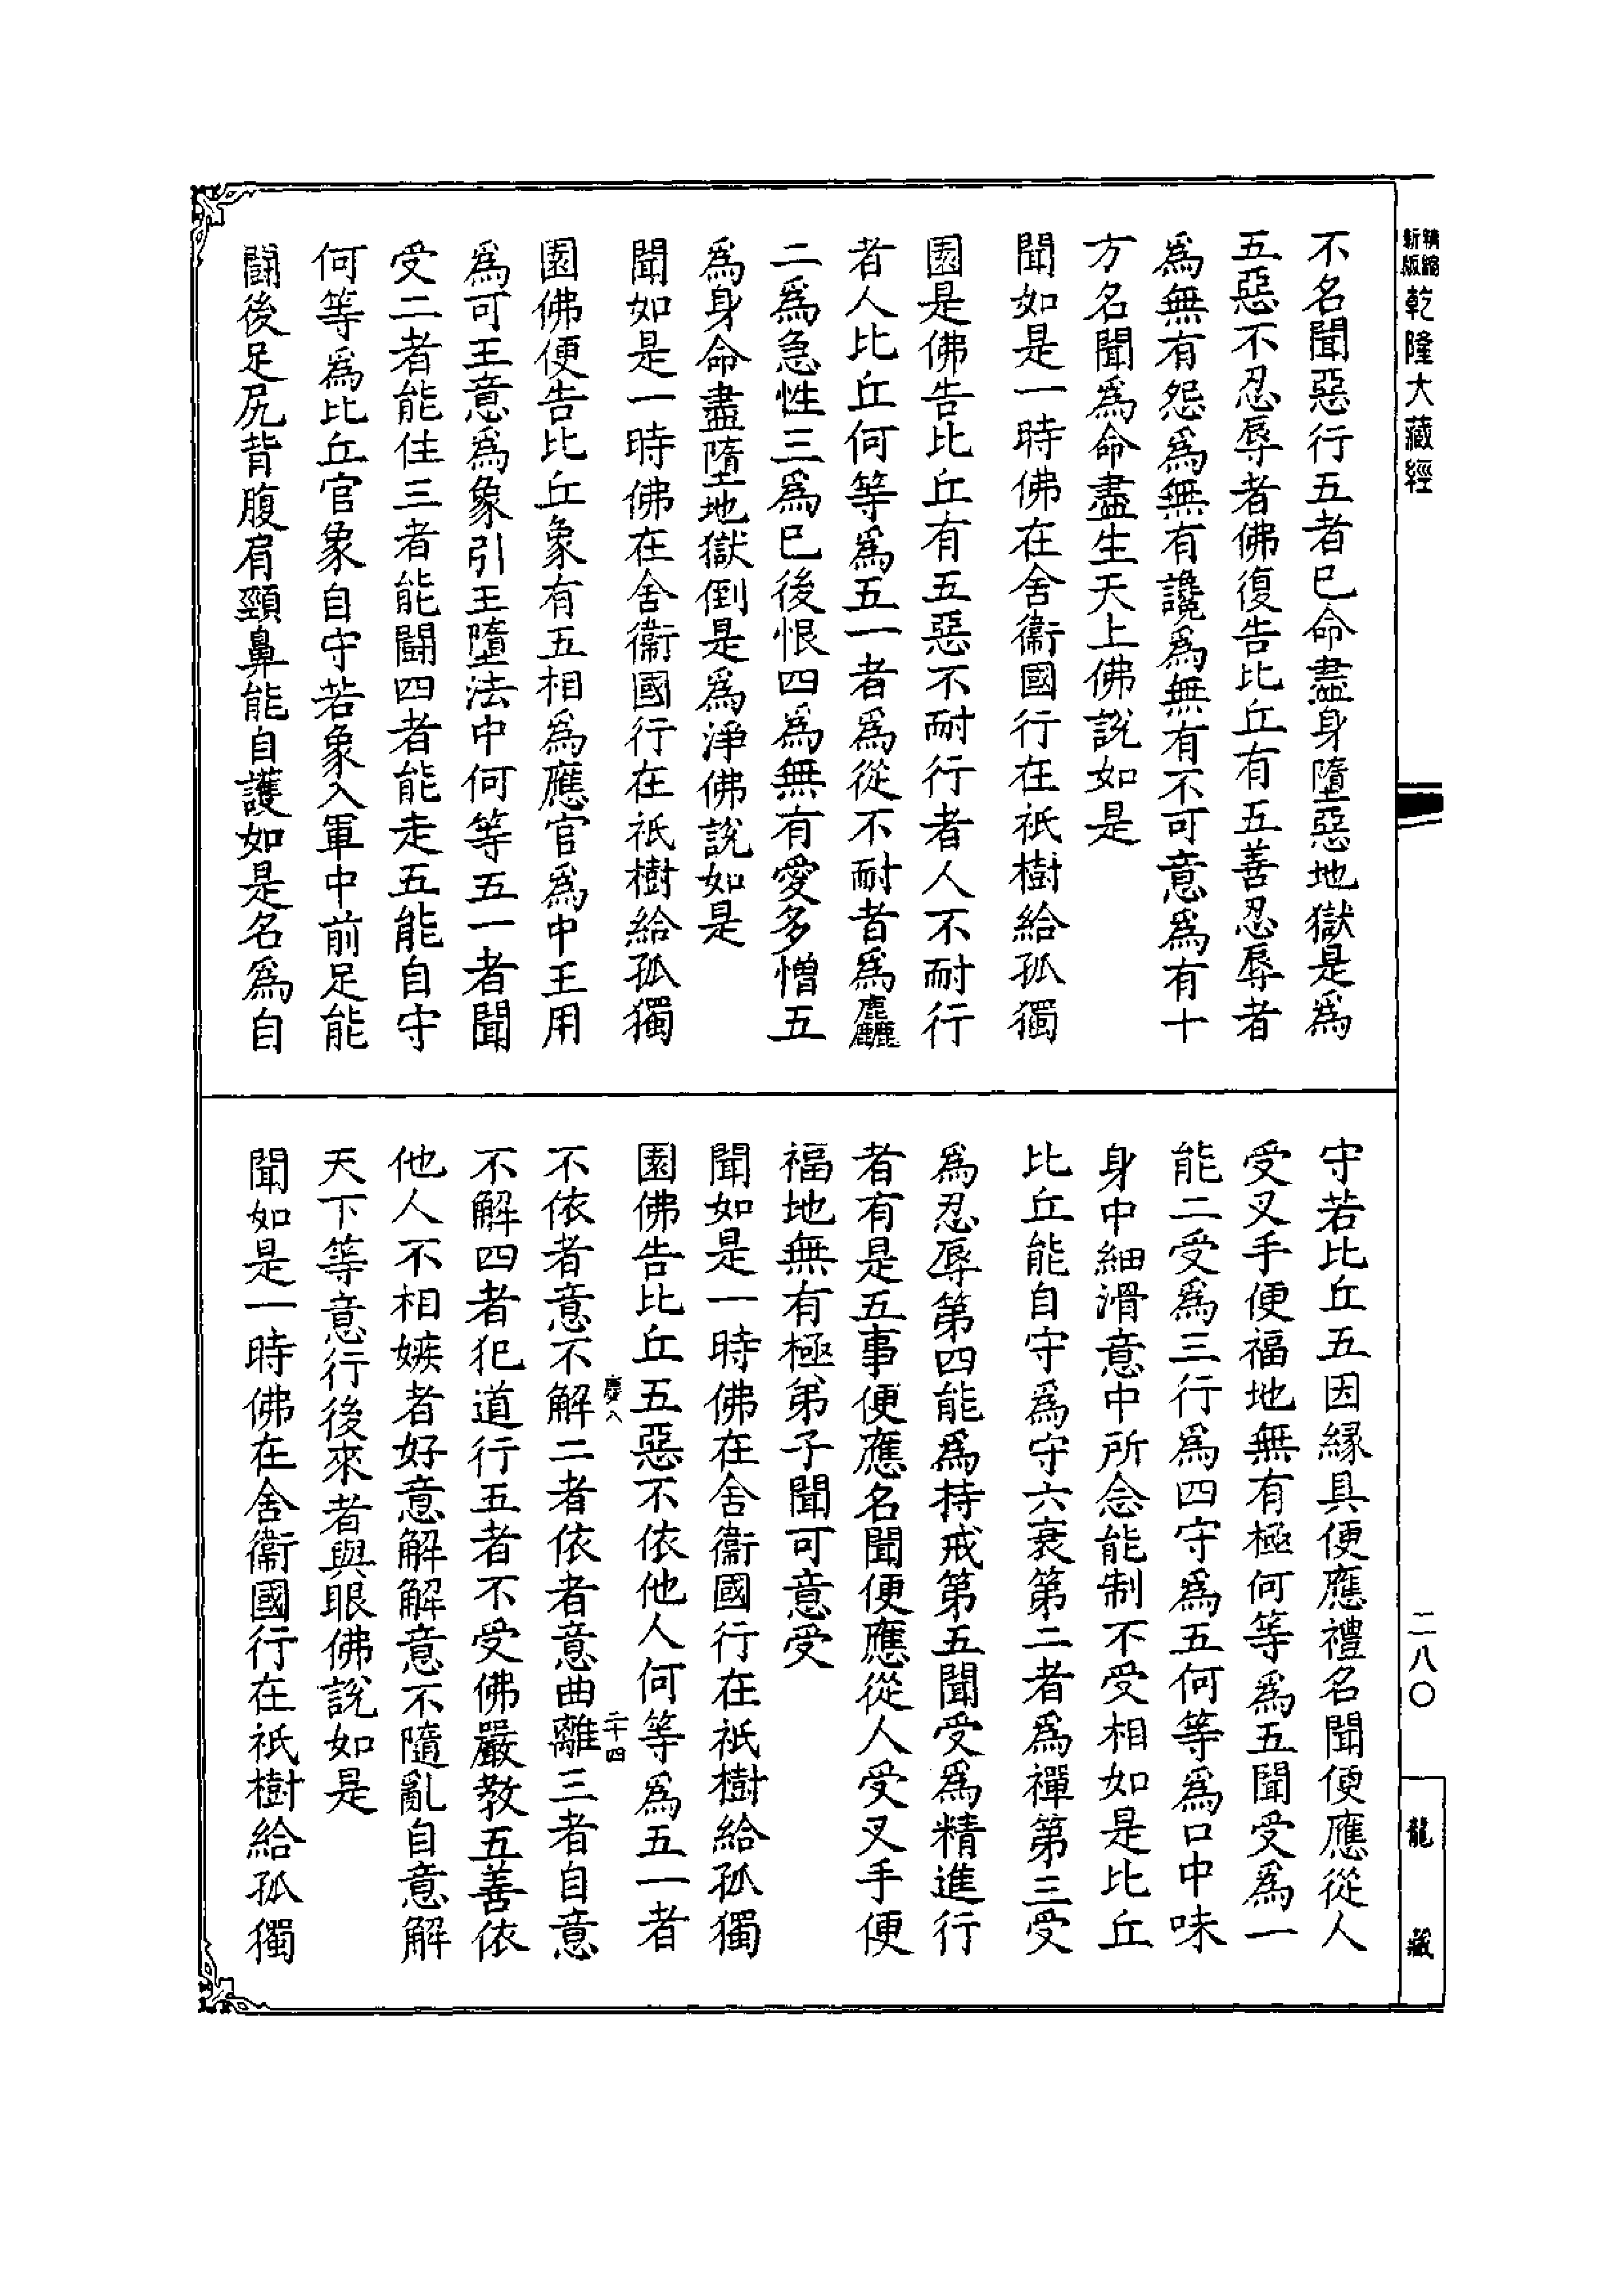 精縮新版乾隆大藏經
不名聞惡行五者已命盡身墮惡地獄是爲
五惡不忍辱者佛復告比丘有五善忍辱者
爲無有怨爲無有讒爲無有不可意爲有十
方名聞爲命盡生天上佛說如是
聞如是一時佛在舍衞國行在祇樹給孤獨
園是佛告比丘有五惡不耐行者人不耐行
者人比丘何等爲五一者爲從不耐者爲麤
二爲急性三爲已後恨四爲無有愛多憎五
爲身命盡墮地獄倒是爲淨佛說如是
聞如是一時佛在舍衞國行在祇樹給孤獨
園佛便告比丘象有五相爲應官爲中王用
爲可王意爲象引王墮法中何等五一者聞
受二者能住三者能鬪四者能走五能自守
何等爲比丘官象自守若象入軍中前足能
鬪後足尻背腹肩頸鼻能自護如是名爲自
守若比丘五因緣具便應禮名聞便應從人
受叉手便福地無有極何等爲五聞受爲一
能二受爲三行爲四守爲五何等爲口中味
身中細滑意中所念能制不受相如是比丘
比丘能自守爲守六衰第二者爲禪第三受
爲忍辱第四能爲持戒第五聞受爲精進行
者有是五事便應名聞便應從人受叉手便
福地無有極弟子聞可意受
聞如是一時佛在舍衞國行在祇樹給孤獨
園佛告比丘五惡不依他人何等爲五一者
慶八
二十四
不依者意不解二者依者意曲離三者自意
不解四者犯道行五者不受佛嚴教五善依
他人不相嫉者好意解解意不隨亂自意解
天下等意行後來者與眼佛說如是
聞如是一時佛在舍衞國行在祇樹給孤獨
二八〇
龍藏